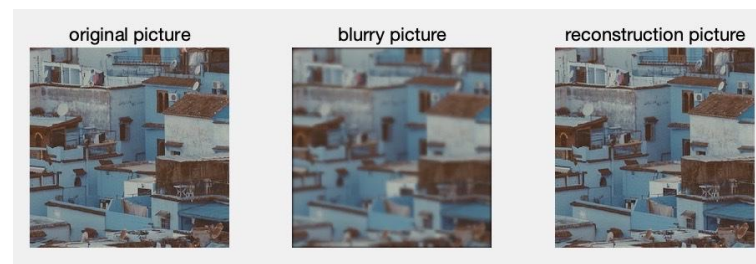 original picture
blurry picture
reconstruction picture